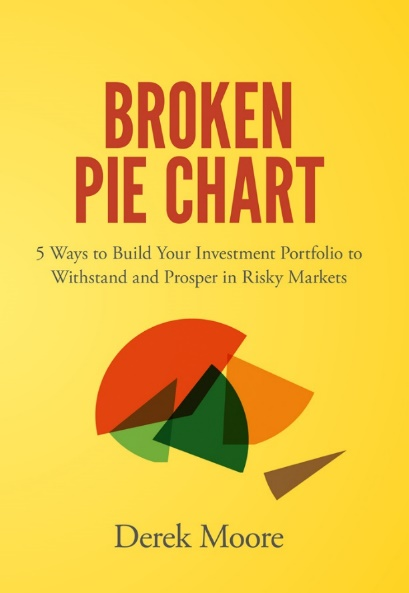 BROKEN
PIE CHART
5 Ways to Build Your Investment Portfolio to
Withstand and Prosper in Risky Markets
Derek Moore